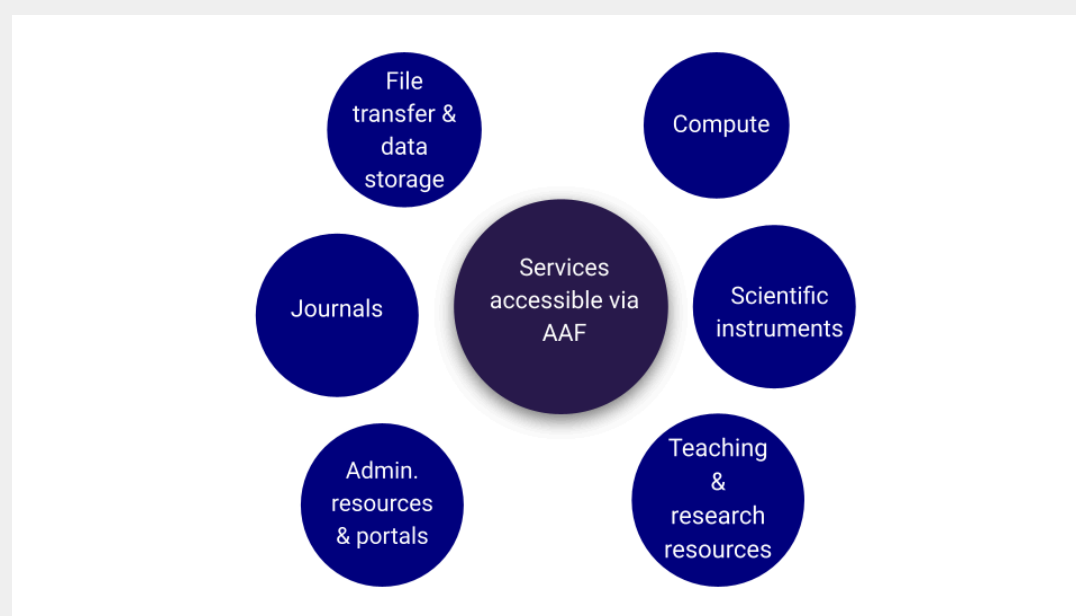 File
transfer &
data
storage
Compute
Services
accessible via
AAF
Journals
Scientific
instruments
Admin.
resources
& portals
Teaching
&
research
resources